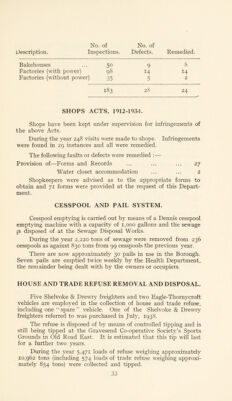 No. of No. of
Description. Inspections. Defects. Remedied.
Bakehouses ... 50 9 8
Factories (with power) 98 14 14
Factories (without power) 35 5 2
183 28 24
SHOPS ACTS, 1912-1934.
Shops have been kept under supervision for infringements of
the above Acts.
During the year 248 visits were made to shops. Infringements
were found in 29 instances and all were remedied.
The following faults or defects were remedied :—
Provision of—Forms and Records ... ... ... 27
Water closet accommodation ... ... 2
Shopkeepers were advised as to the appropriate forms to
obtain and 71 forms were provided at the request of this Depart-
ment.
CESSPOOL AND PAIL SYSTEM.
Cesspool emptying is carried out by means of a Dennis cesspool
emptying machine with a capacity of 1,000 gallons and the sewage
is disposed of at the Sewage Disposal Works.
During the year 2,220 tons of sewage were removed from 236
cesspools as against 830 tons from 99 cesspools the previous year.
There are now approximately 30 pails in use in the Borough.
Seven pails are emptied twice weekly by the Health Department,
the remainder being dealt with by the owners or occupiers.
HOUSE AND TRADE REFUSE REMOVAL AND DISPOSAL.
Five Shelvoke & Drewry freighters and two Eagle-Thornycroft
vehicles are employed in the collection of house and trade refuse,
including one "spare" vehicle. One of the Shelvoke & Drewry
freighters referred to was purchased in July, 1938.
The refuse is disposed of by means of controlled tipping and is
still being tipped at the Gravesend Co-operative Society's Sports
Grounds in Old Road East. It is estimated that this tip will last
for a further two years.
During the year 5,471 loads of refuse weighing approximately
10,962 tons (including 574 loads of trade refuse weighing approxi-
mately 854 tons) were collected and tipped.
33